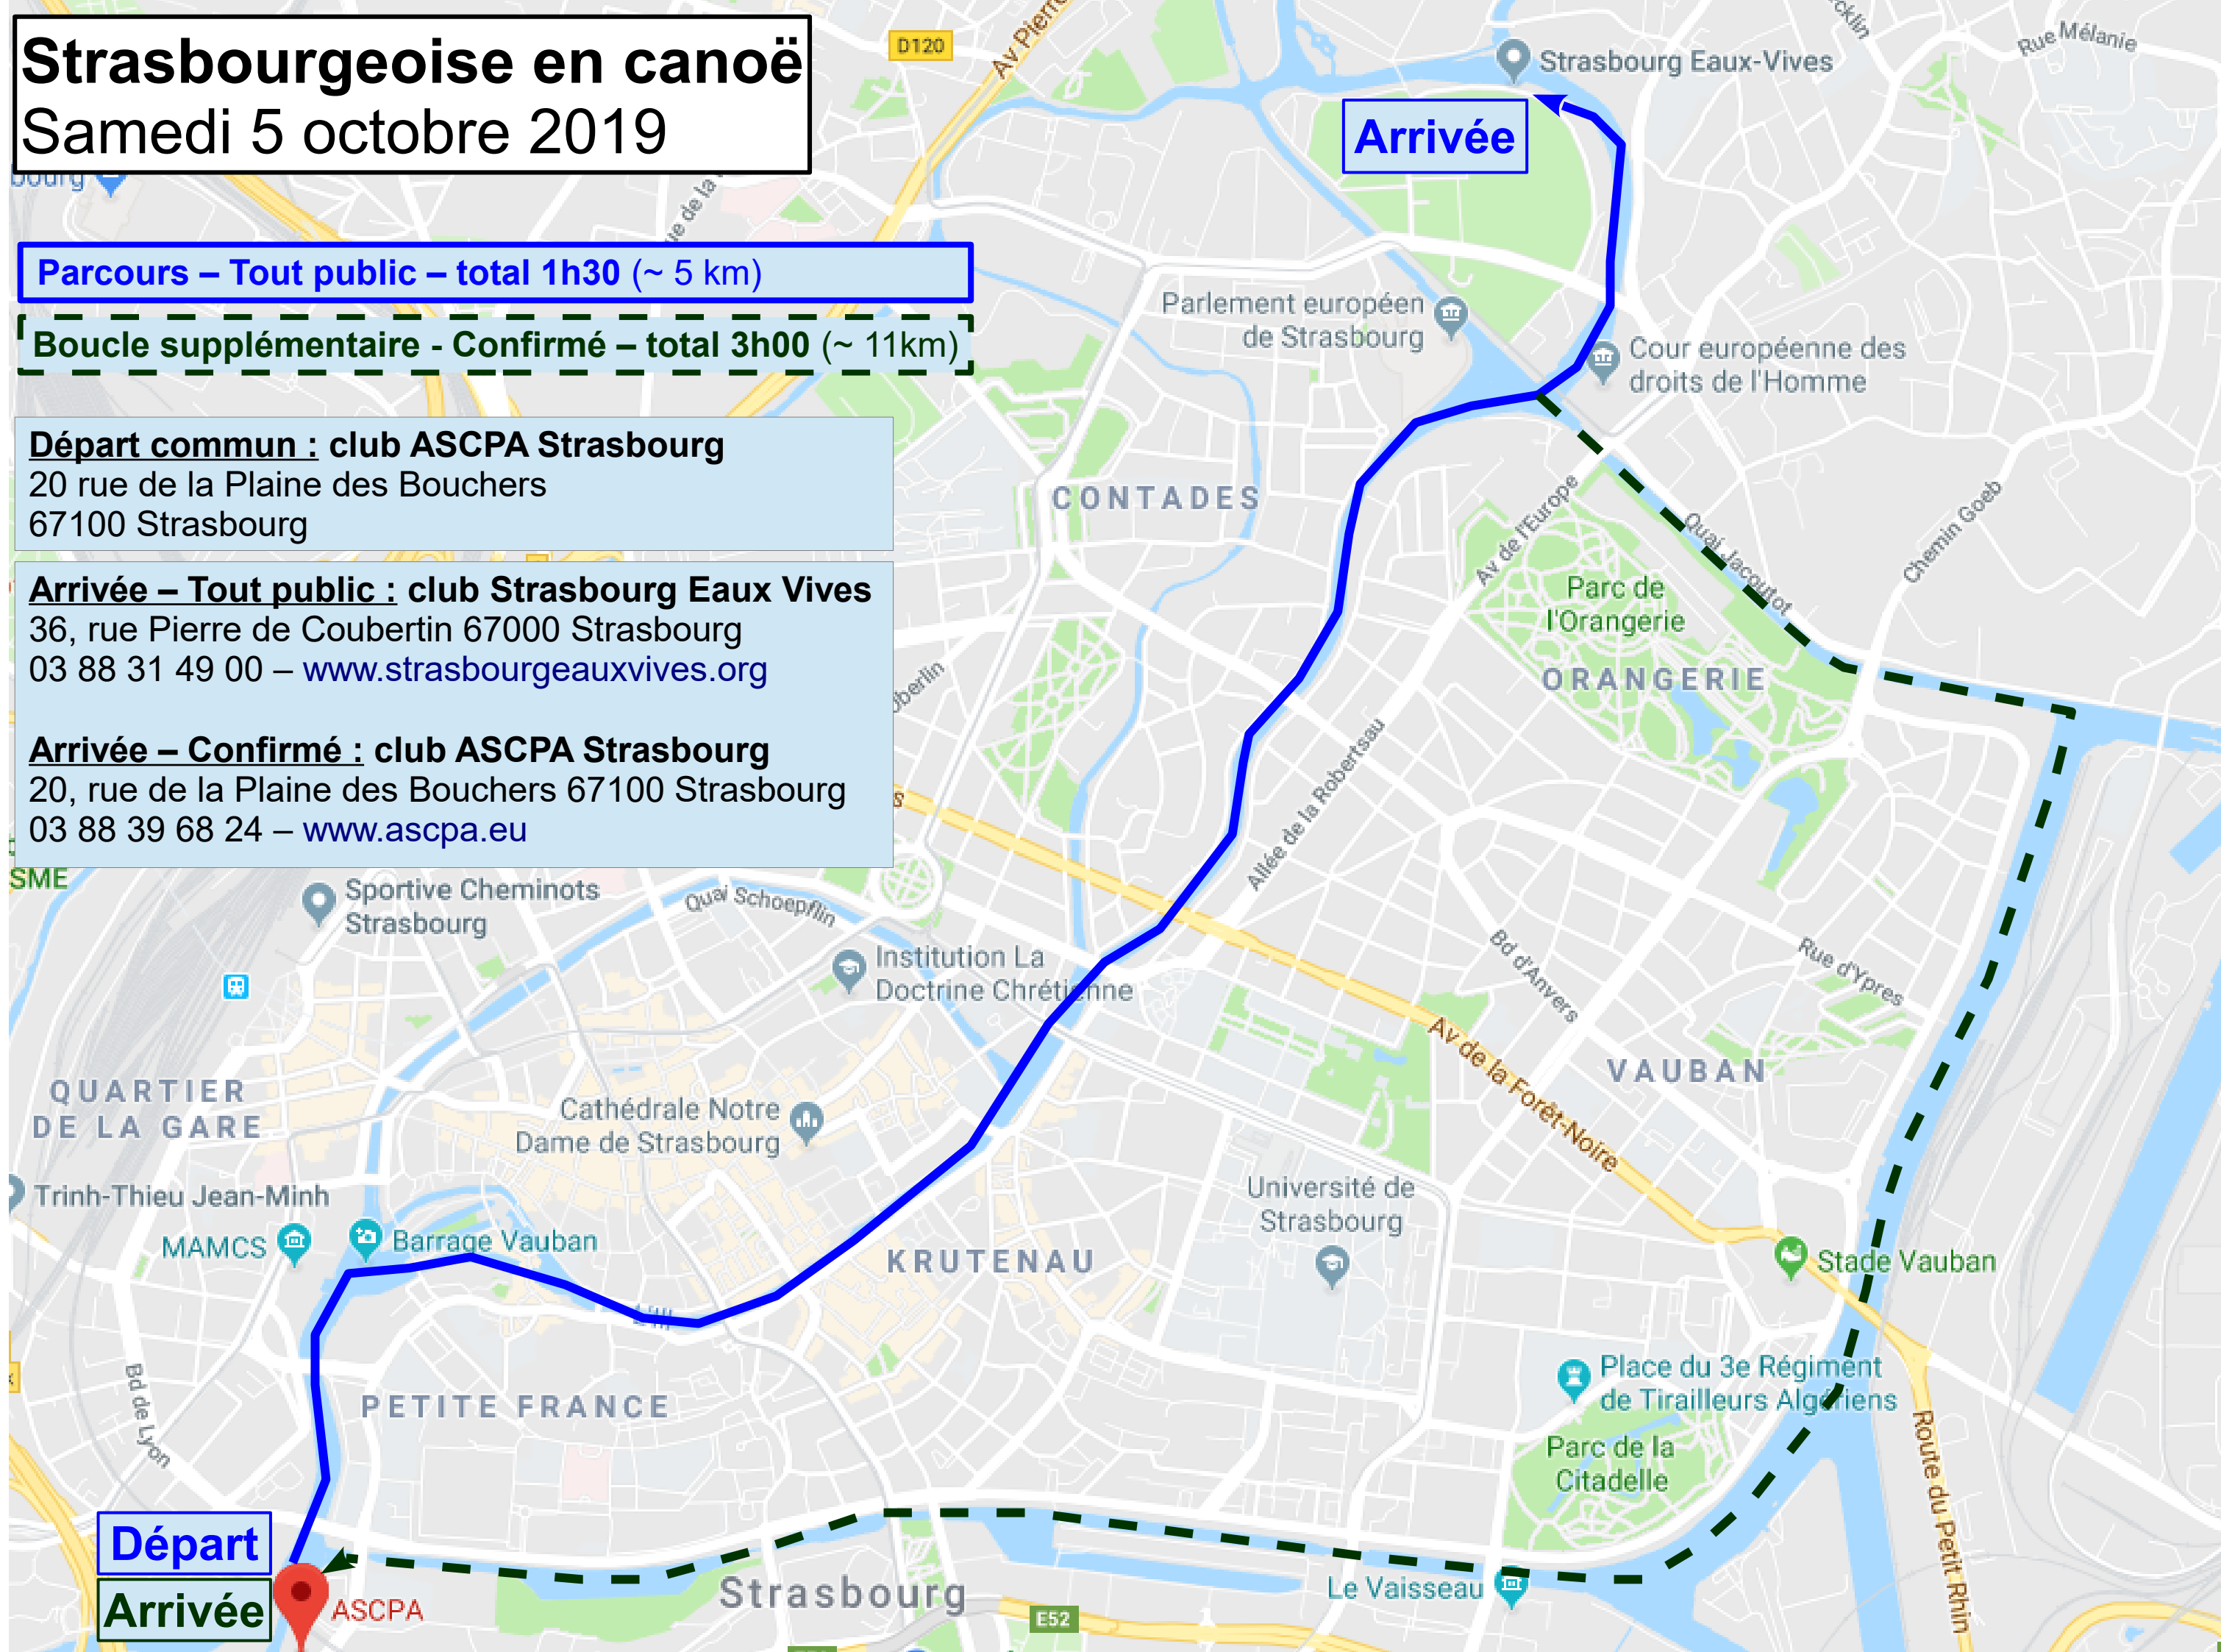 Strasbourgeoise en canoë
Samedi 5 octobre 2019
Parcours – Tout public – total 1h30 (~ 5 km)
Boucle supplémentaire - Confirmé – total 3h00 (~ 11km)
Départ commun : club ASCPA Strasbourg
20 rue de la Plaine des Bouchers
67100 Strasbourg
Arrivée – Tout public : club Strasbourg Eaux Vives
36, rue Pierre de Coubertin 67000 Strasbourg
03 88 31 49 00 – www.strasbourgeauxvives.org
Arrivée – Confirmé : club ASCPA Strasbourg
20, rue de la Plaine des Bouchers 67100 Strasbourg
03 88 39 68 24 – www.ascpa.eu
D120
Av Pierre
Strasbourg Eaux-Vives
Rue Mélanie
Arrivée
bourg
ue de la
Parlement européen
de Strasbourg
Cour européenne des
droits de l'Homme
CONTADES
Av de l'Europe
Quai Jacoutot
Chemin Goeb
Parc de
l'Orangerie
ORANGERIE
berlin
Allée de la Robertsau
SME
Sportive Cheminots
Strasbourg
Quai Schoepflin
Institution La
Doctrine Chrétienne
Bd d'Anvers
Rue d'Ypres
Av de la Forêt-Noire
VAUBAN
QUARTIER
DE LA GARE
Cathédrale Notre
Dame de Strasbourg
Trinh-Thieu Jean-Minh
MAMCS
Barrage Vauban
KRUTENAU
Université de
Strasbourg
Stade Vauban
L'Ill
Bd de Lyon
PETITE FRANCE
Place du 3e Régiment
de Tirailleurs Algériens
Parc de la
Citadelle
Route du Petit Rhin
Départ
Arrivée
ASCPA
Strasbourg
Le Vaisseau
E52